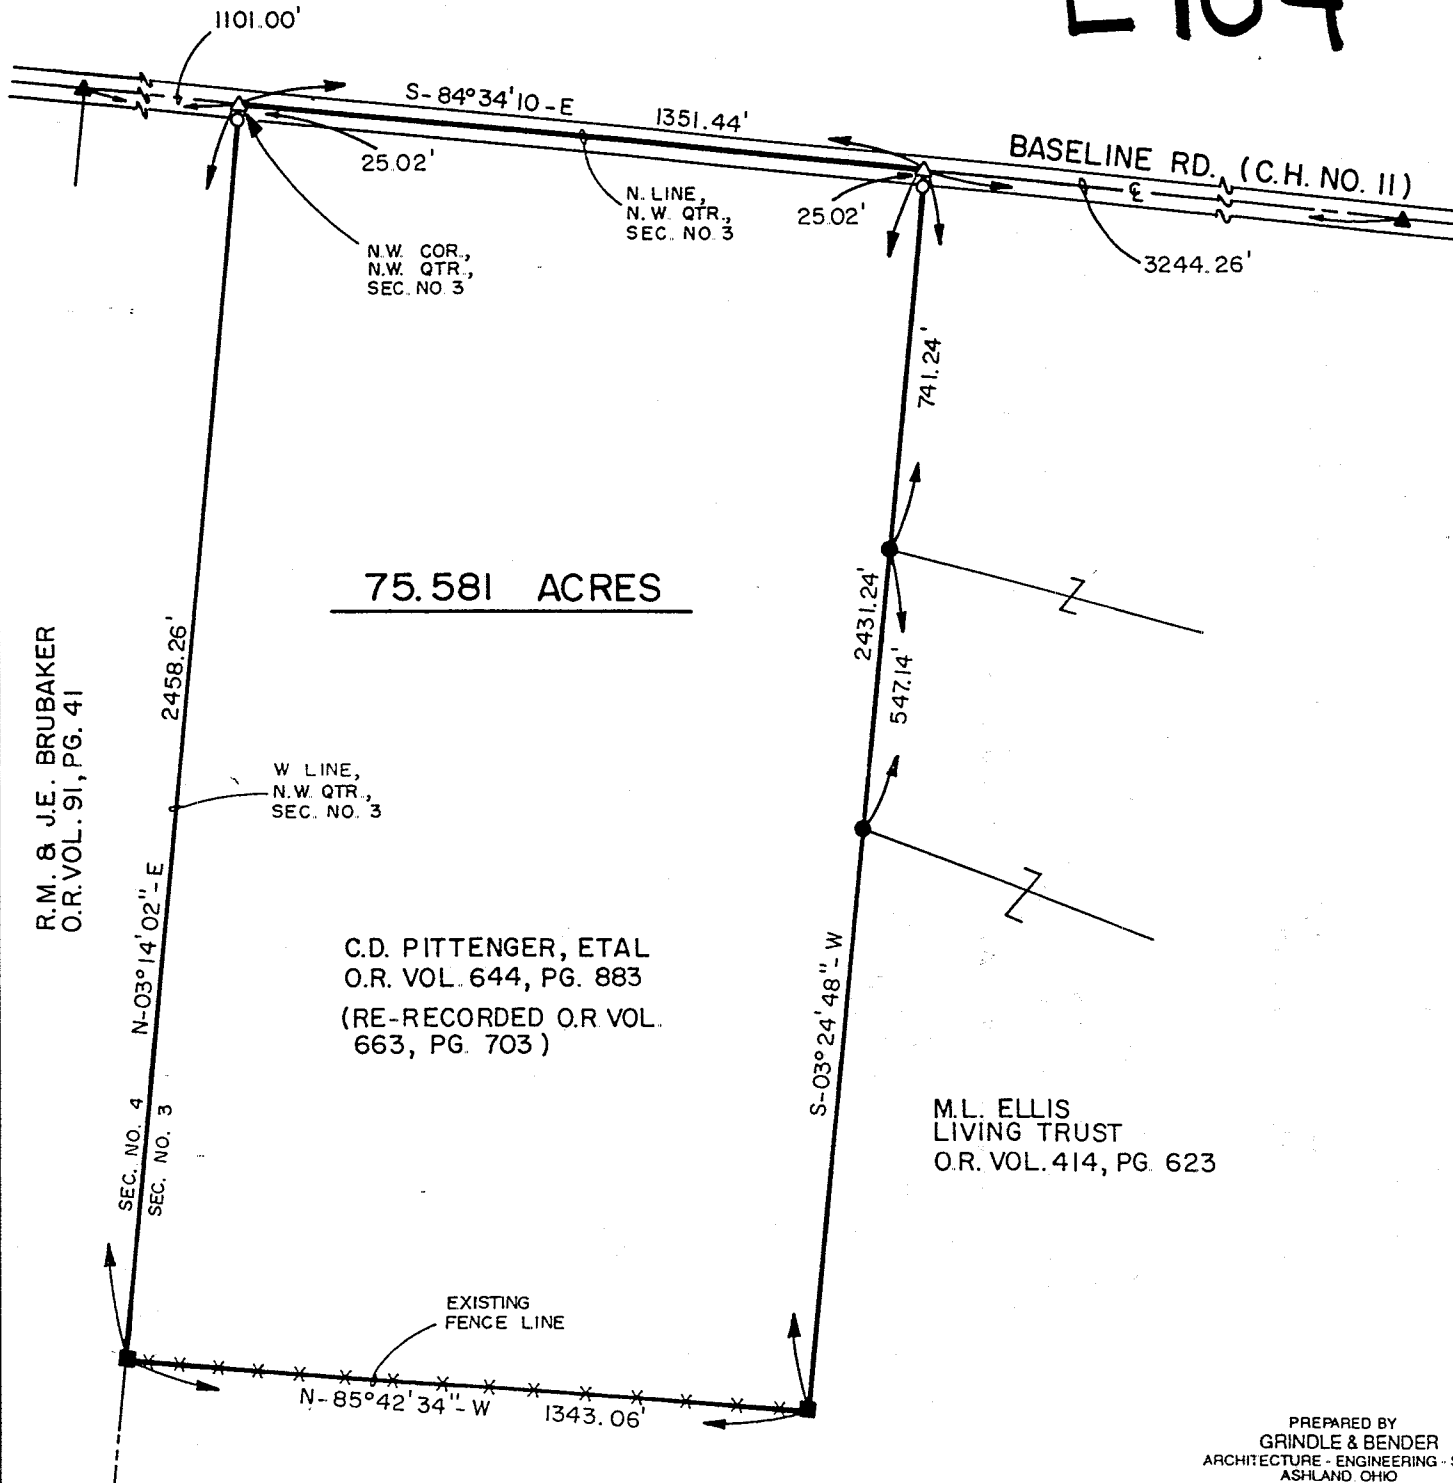 1101.00'
S-84°34'10-E 1351.44'
BASELINE RD. (C.H. NO. 11)
25.02'
N. LINE,
N.W. QTR.,
SEC. NO. 3
25.02'
℄
3244.26'
N.W. COR.,
N.W. QTR.,
SEC. NO. 3
741.24'
75.581 ACRES
2431.24'
547.14'
2458.26'
R.M. & J.E. BRUBAKER
O.R. VOL. 91, PG. 41
W LINE,
N.W. QTR.,
SEC. NO. 3
N-03°14'02"-E
C.D. PITTENGER, ETAL
O.R. VOL. 644, PG. 883
(RE-RECORDED O.R. VOL.
663, PG. 703)
S-03°24'48"-W
SEC. NO. 4
SEC. NO. 3
M.L. ELLIS
LIVING TRUST
O.R. VOL. 414, PG. 623
EXISTING
FENCE LINE
N-85°42'34"-W 1343.06'
PREPARED BY
GRINDLE & BENDER
ARCHITECTURE - ENGINEERING -
ASHLAND, OHIO